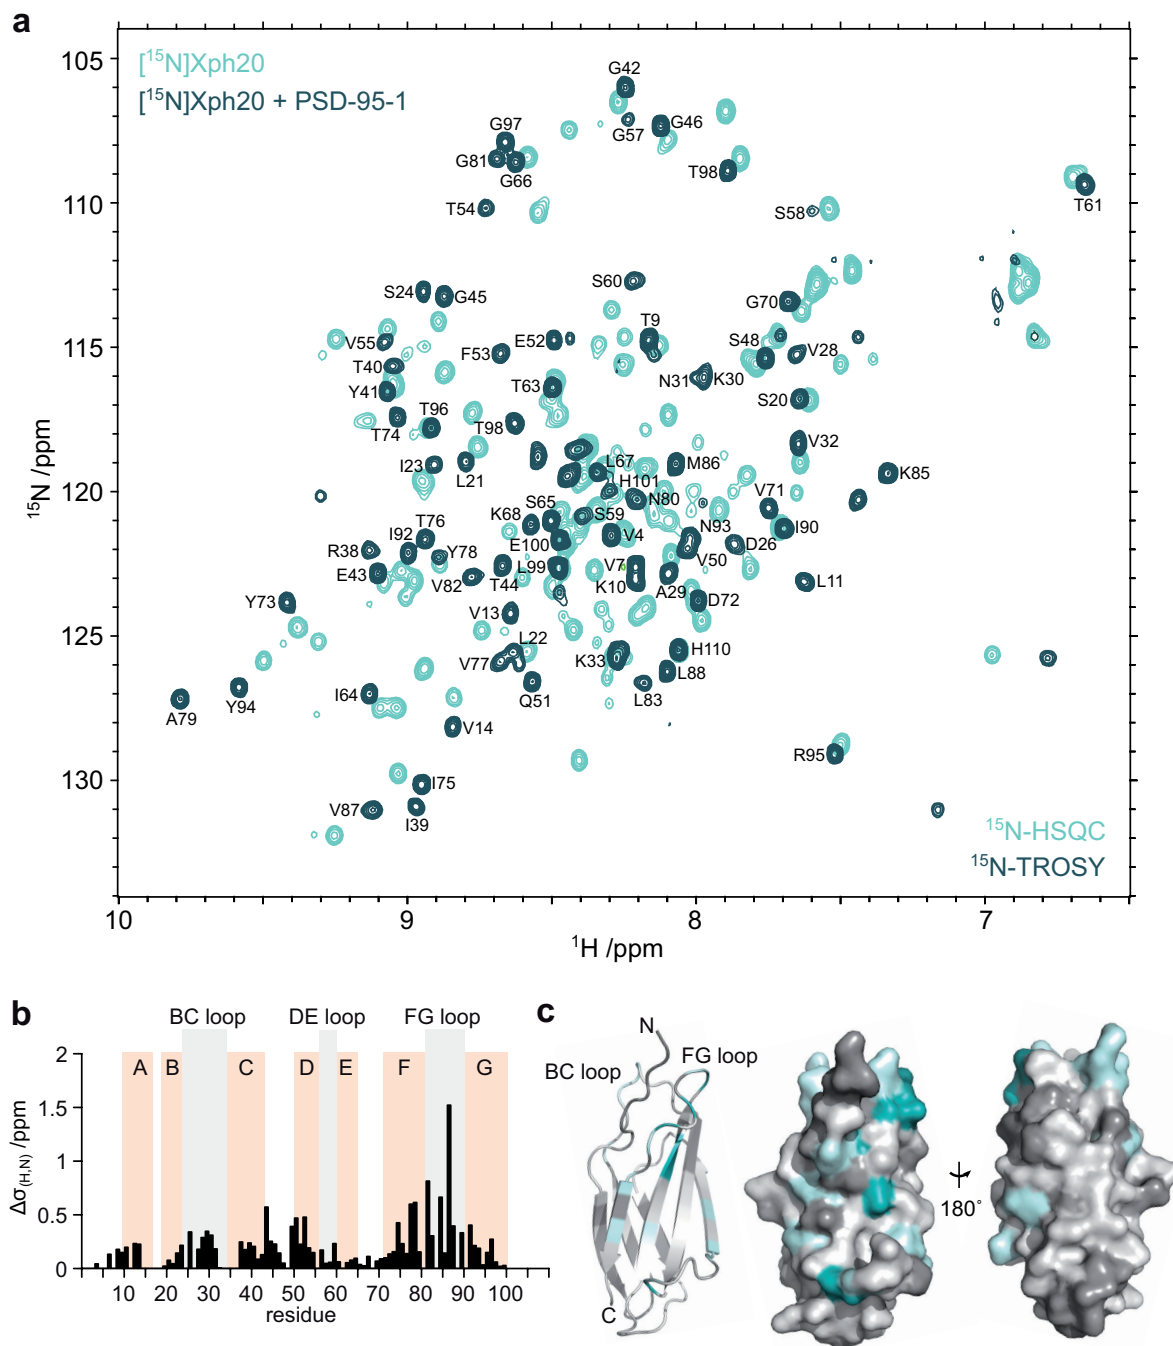 a
[¹⁵N]Xph20
[¹⁵N]Xph20 + PSD-95-1
105
110
115
120
125
130
¹⁵N /ppm
G42
G57
G46
G97
G81
G66
T98
T61
T54
S58
S24
G45
S60
G70
V55
F53
E52
T9
S48
V28
T40
Y41
N31
K30
T63
S20
T74
T96
T98
V32
I23
L21
L67
M86
K85
H101
N80
V71
S65
K68
S59
N93
I90
R38
I92
T76
E100
V4
Y78
V50
D26
E43
V82
T44
L99
V7
K10
A29
L11
Y73
V13
D72
L22
V77
K33
H110
L88
L83
Q51
I64
A79
Y94
V14
R95
I75
V87
I39
¹⁵N-HSQC
¹⁵N-TROSY
10
9
8
7
¹H /ppm
b
BC loop
DE loop
FG loop
A
B
C
D
E
F
G
2
1.5
1
0.5
0
Δσ(H,N) /ppm
10 20 30 40 50 60 70 80 90 100
residue
c
N
FG loop
BC loop
C
180°